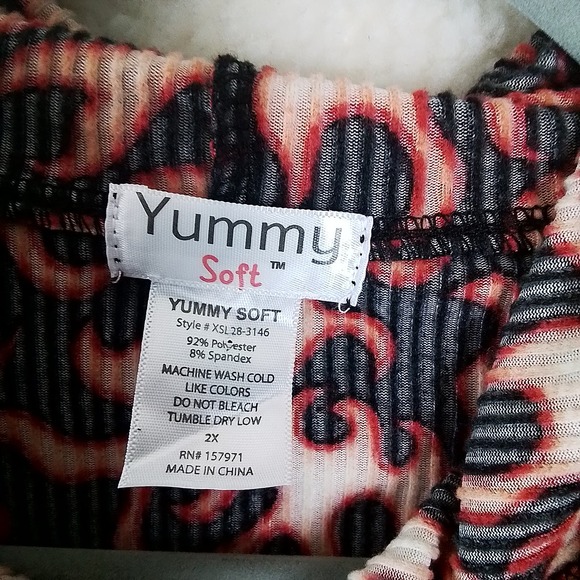 Yummy
Soft™
YUMMY SOFT
Style # XSL28-3146
92% Polyester
8% Spandex
MACHINE WASH COLD
LIKE COLORS
DO NOT BLEACH
TUMBLE DRY LOW
2X
RN# 157971
MADE IN CHINA